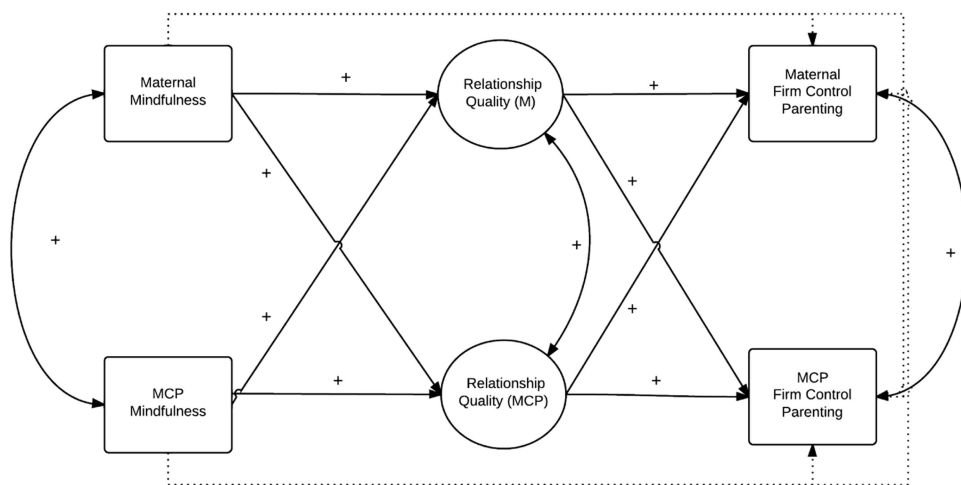 Maternal
Mindfulness
+
Relationship
Quality (M)
+
Maternal
Firm Control
Parenting
+
+
+
+
+
+
+
MCP
Mindfulness
+
Relationship
Quality (MCP)
+
MCP
Firm Control
Parenting